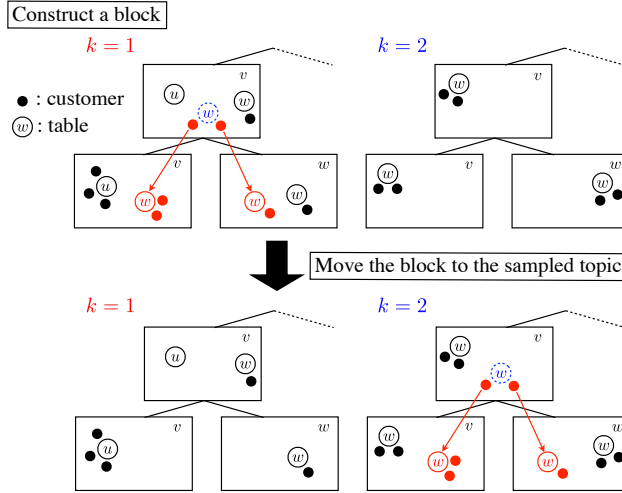 Construct a block
k = 1
k = 2
v
u
w
w
w
: customer
w : table
v
w
u
w
w
w
w
w
Move the block to the sampled topic
k = 1
k = 2
v
v
u
w
w
w
v
w
v
w
u
w
w
w
w
w